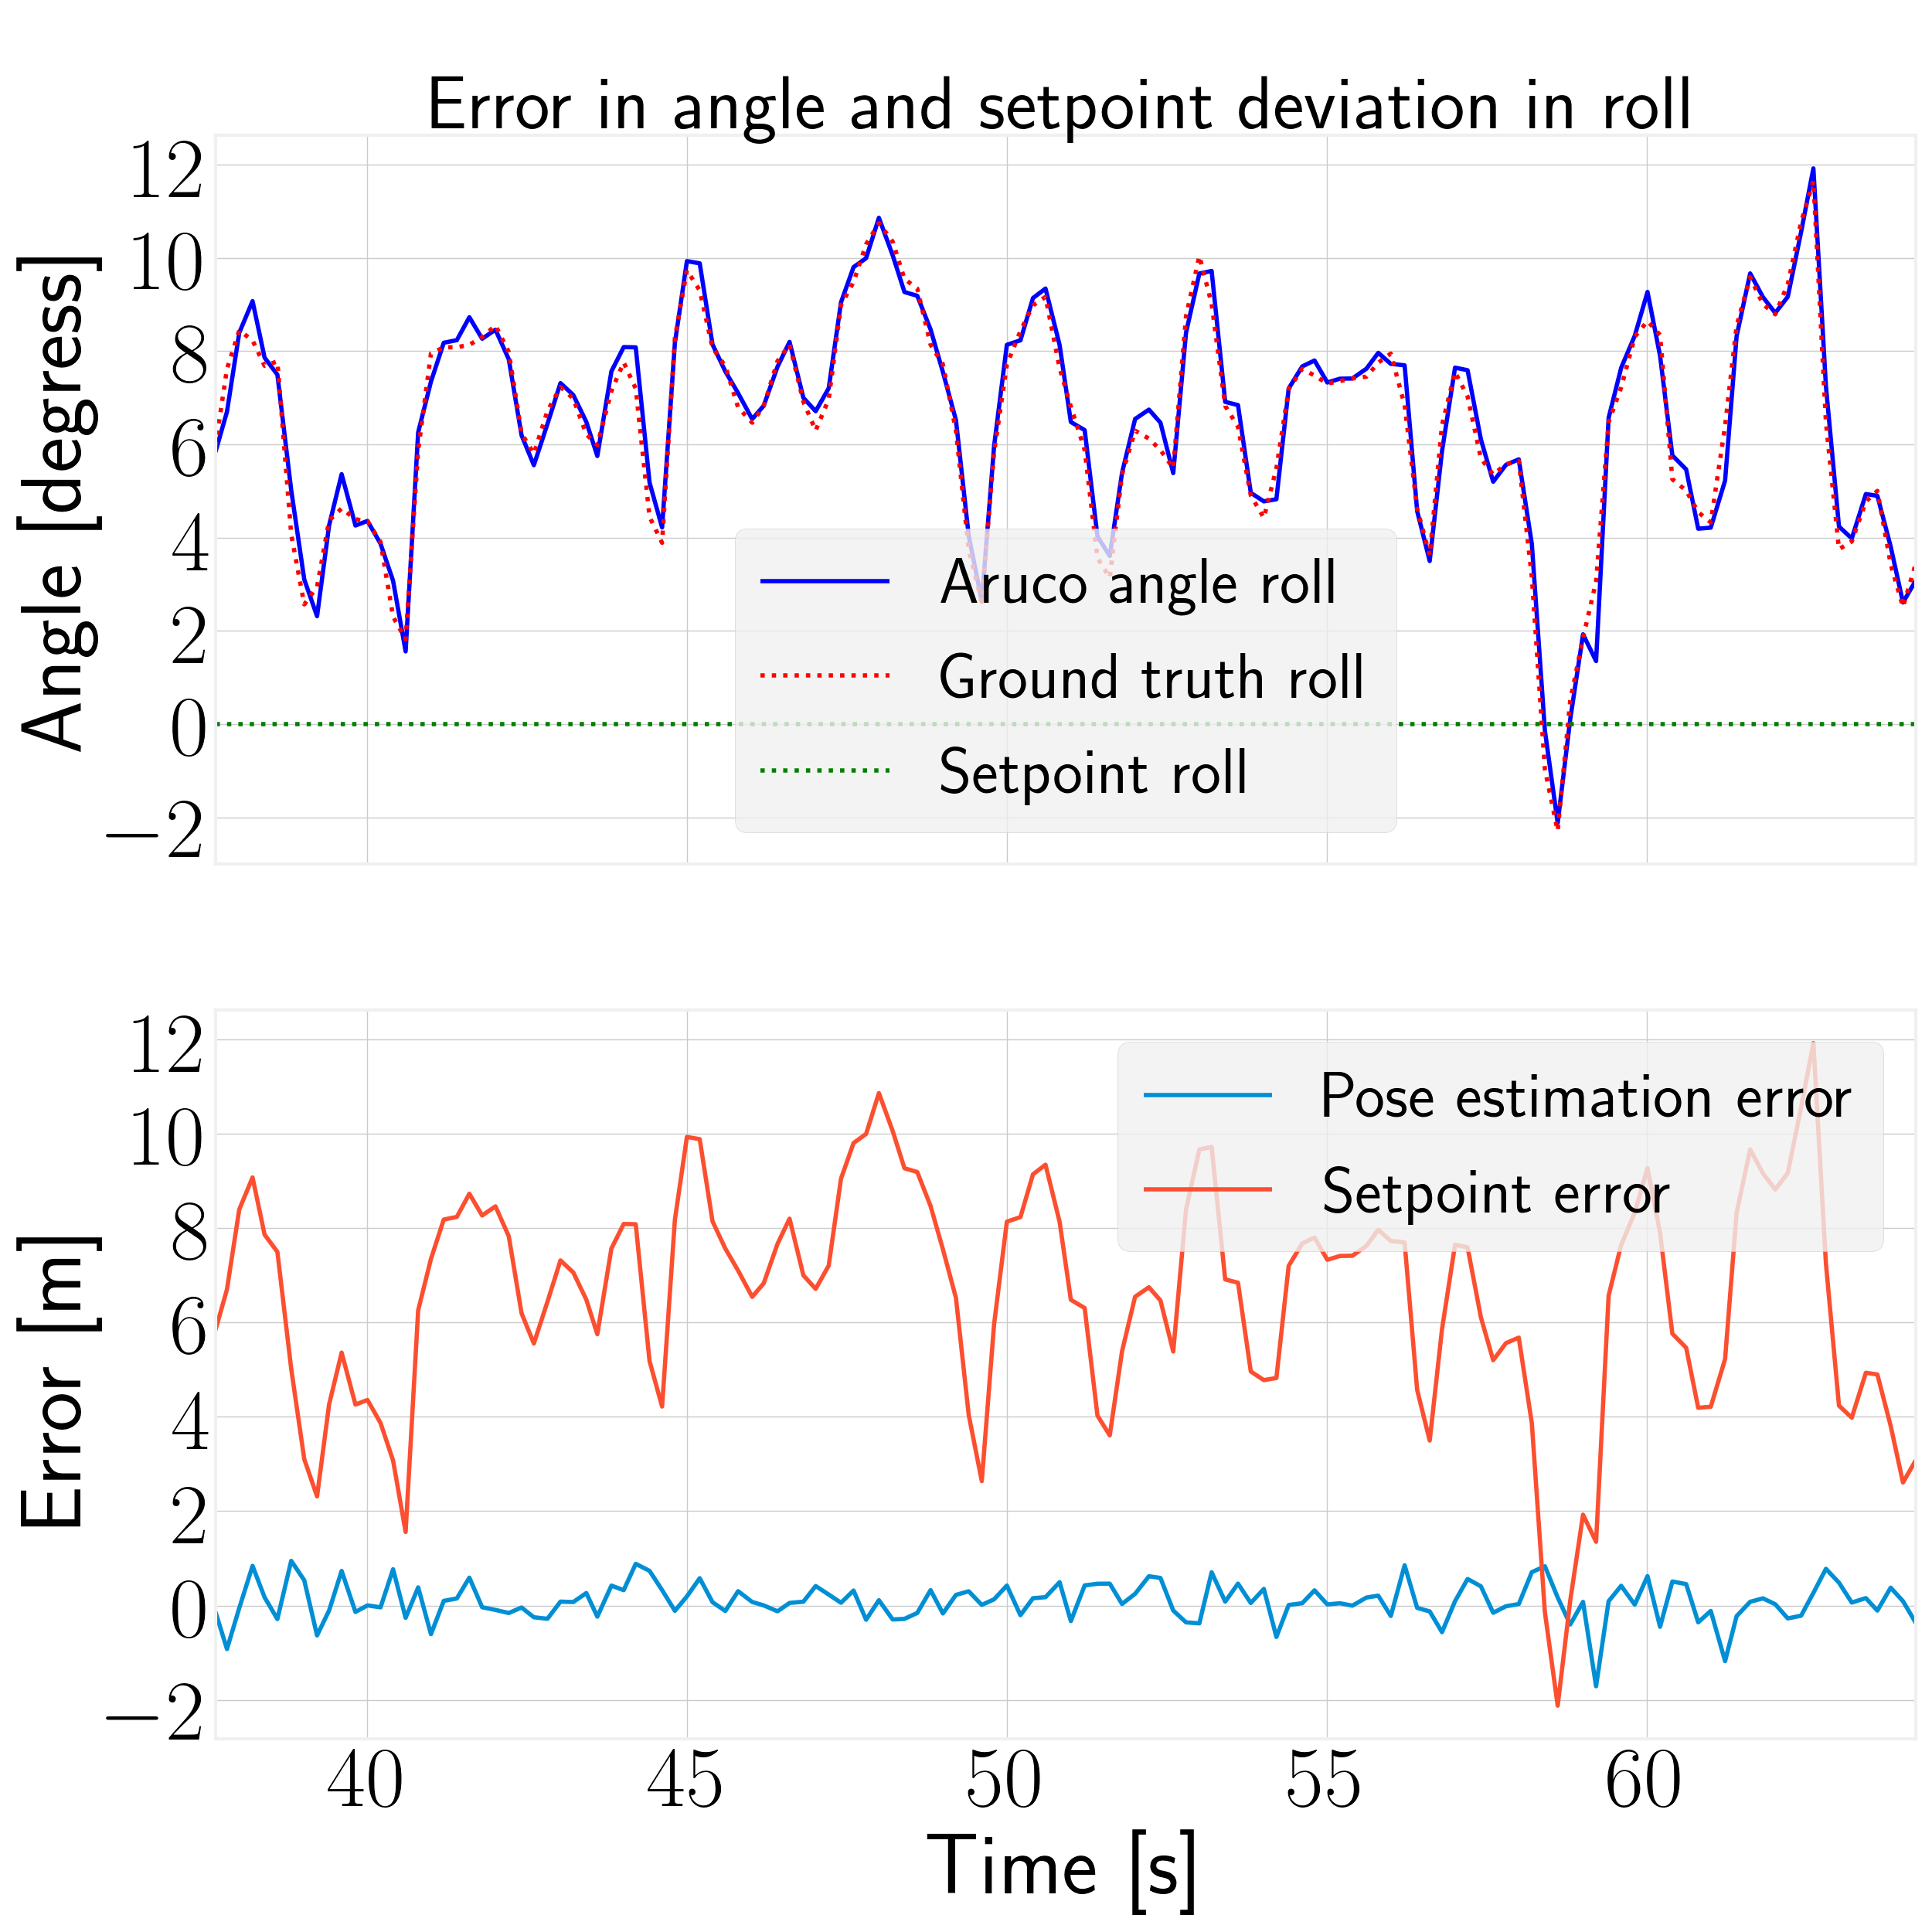 Error in angle and setpoint deviation in roll
Angle [degress]
12
10
8
6
4
2
0
−2
Aruco angle roll
Ground truth roll
Setpoint roll
Error [m]
12
10
8
6
4
2
0
−2
Pose estimation error
Setpoint error
40 45 50 55 60
Time [s]